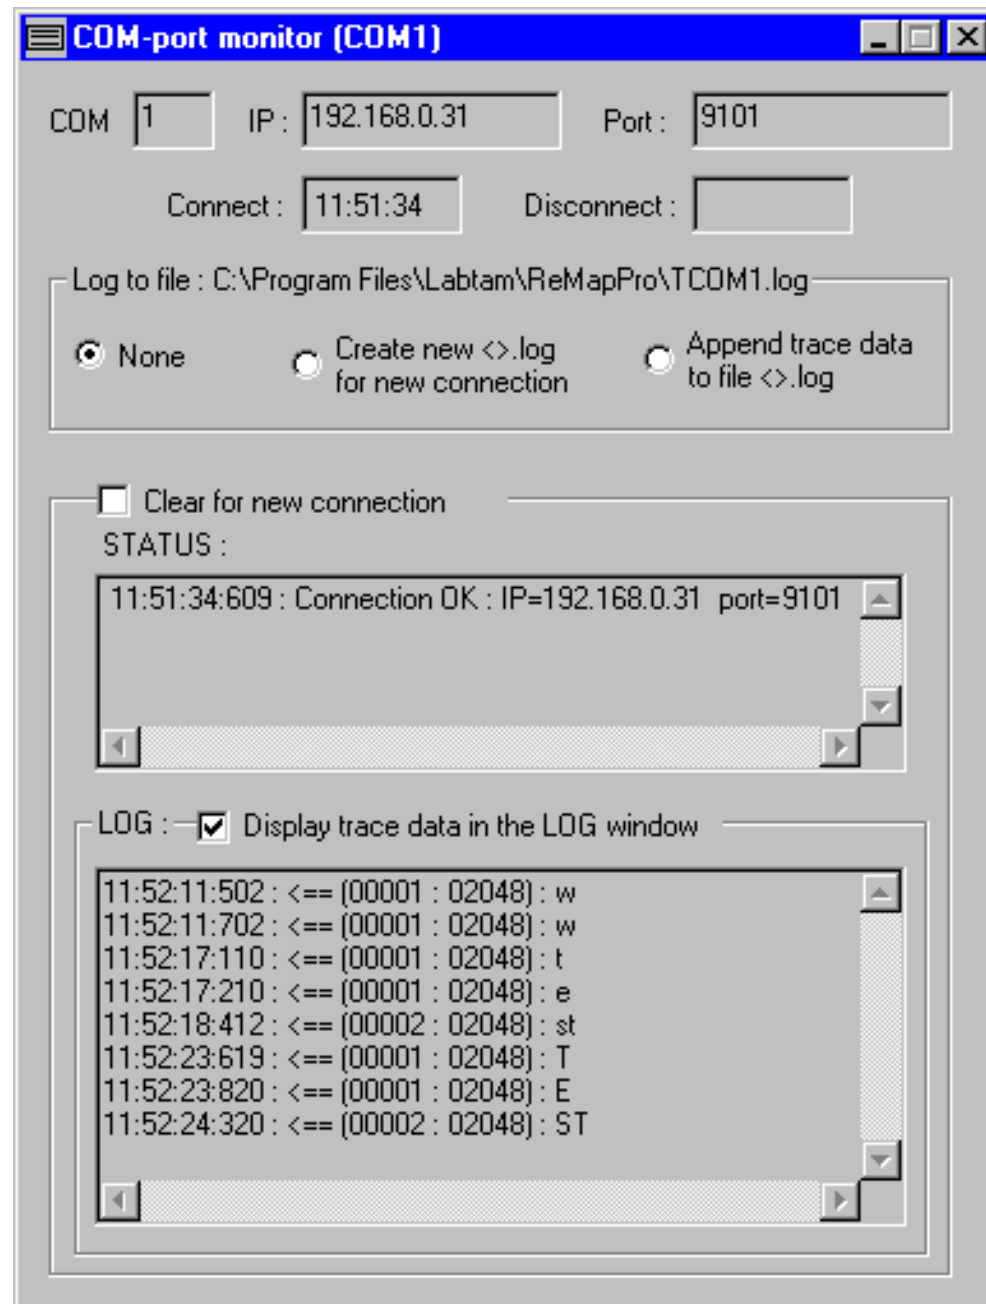 COM-port monitor (COM1)
COM 1 IP : 192.168.0.31 Port : 9101
Connect : 11:51:34 Disconnect :
Log to file : C:\Program Files\Labtam\ReMapPro\TCOM1.log
None
Create new <>.log
for new connection
Append trace data
to file <>.log
Clear for new connection
STATUS :
11:51:34:609 : Connection OK : IP=192.168.0.31 port=9101
LOG : Display trace data in the LOG window
11:52:11:502 : <== (00001 : 02048) : w
11:52:11:702 : <== (00001 : 02048) : w
11:52:17:110 : <== (00001 : 02048) : t
11:52:17:210 : <== (00001 : 02048) : e
11:52:18:412 : <== (00002 : 02048) : st
11:52:23:619 : <== (00001 : 02048) : T
11:52:23:820 : <== (00001 : 02048) : E
11:52:24:320 : <== (00002 : 02048) : ST